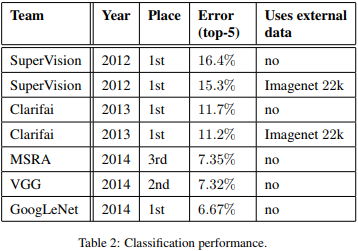 Team Year Place Error (top-5) Uses external data
SuperVision 2012 1st 16.4% no
SuperVision 2012 1st 15.3% Imagenet 22k
Clarifai 2013 1st 11.7% no
Clarifai 2013 1st 11.2% Imagenet 22k
MSRA 2014 3rd 7.35% no
VGG 2014 2nd 7.32% no
GoogLeNet 2014 1st 6.67% no
Table 2: Classification performance.